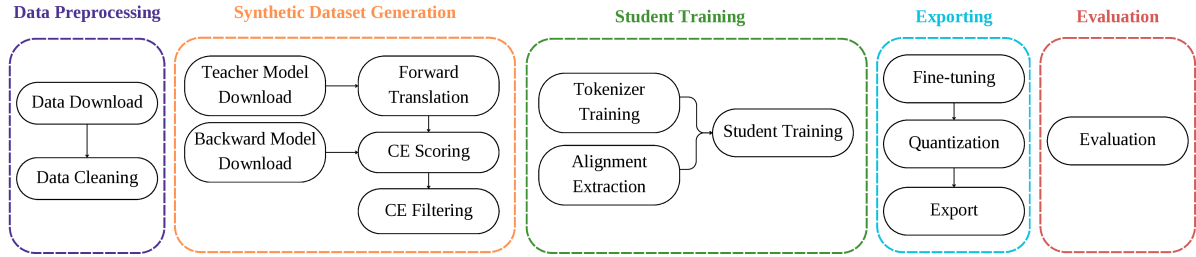 Data Preprocessing
Data Download
Data Cleaning
Synthetic Dataset Generation
Teacher Model
Download
Forward
Translation
Backward Model
Download
CE Scoring
CE Filtering
Student Training
Tokenizer
Training
Alignment
Extraction
Student Training
Exporting
Fine-tuning
Quantization
Export
Evaluation
Evaluation